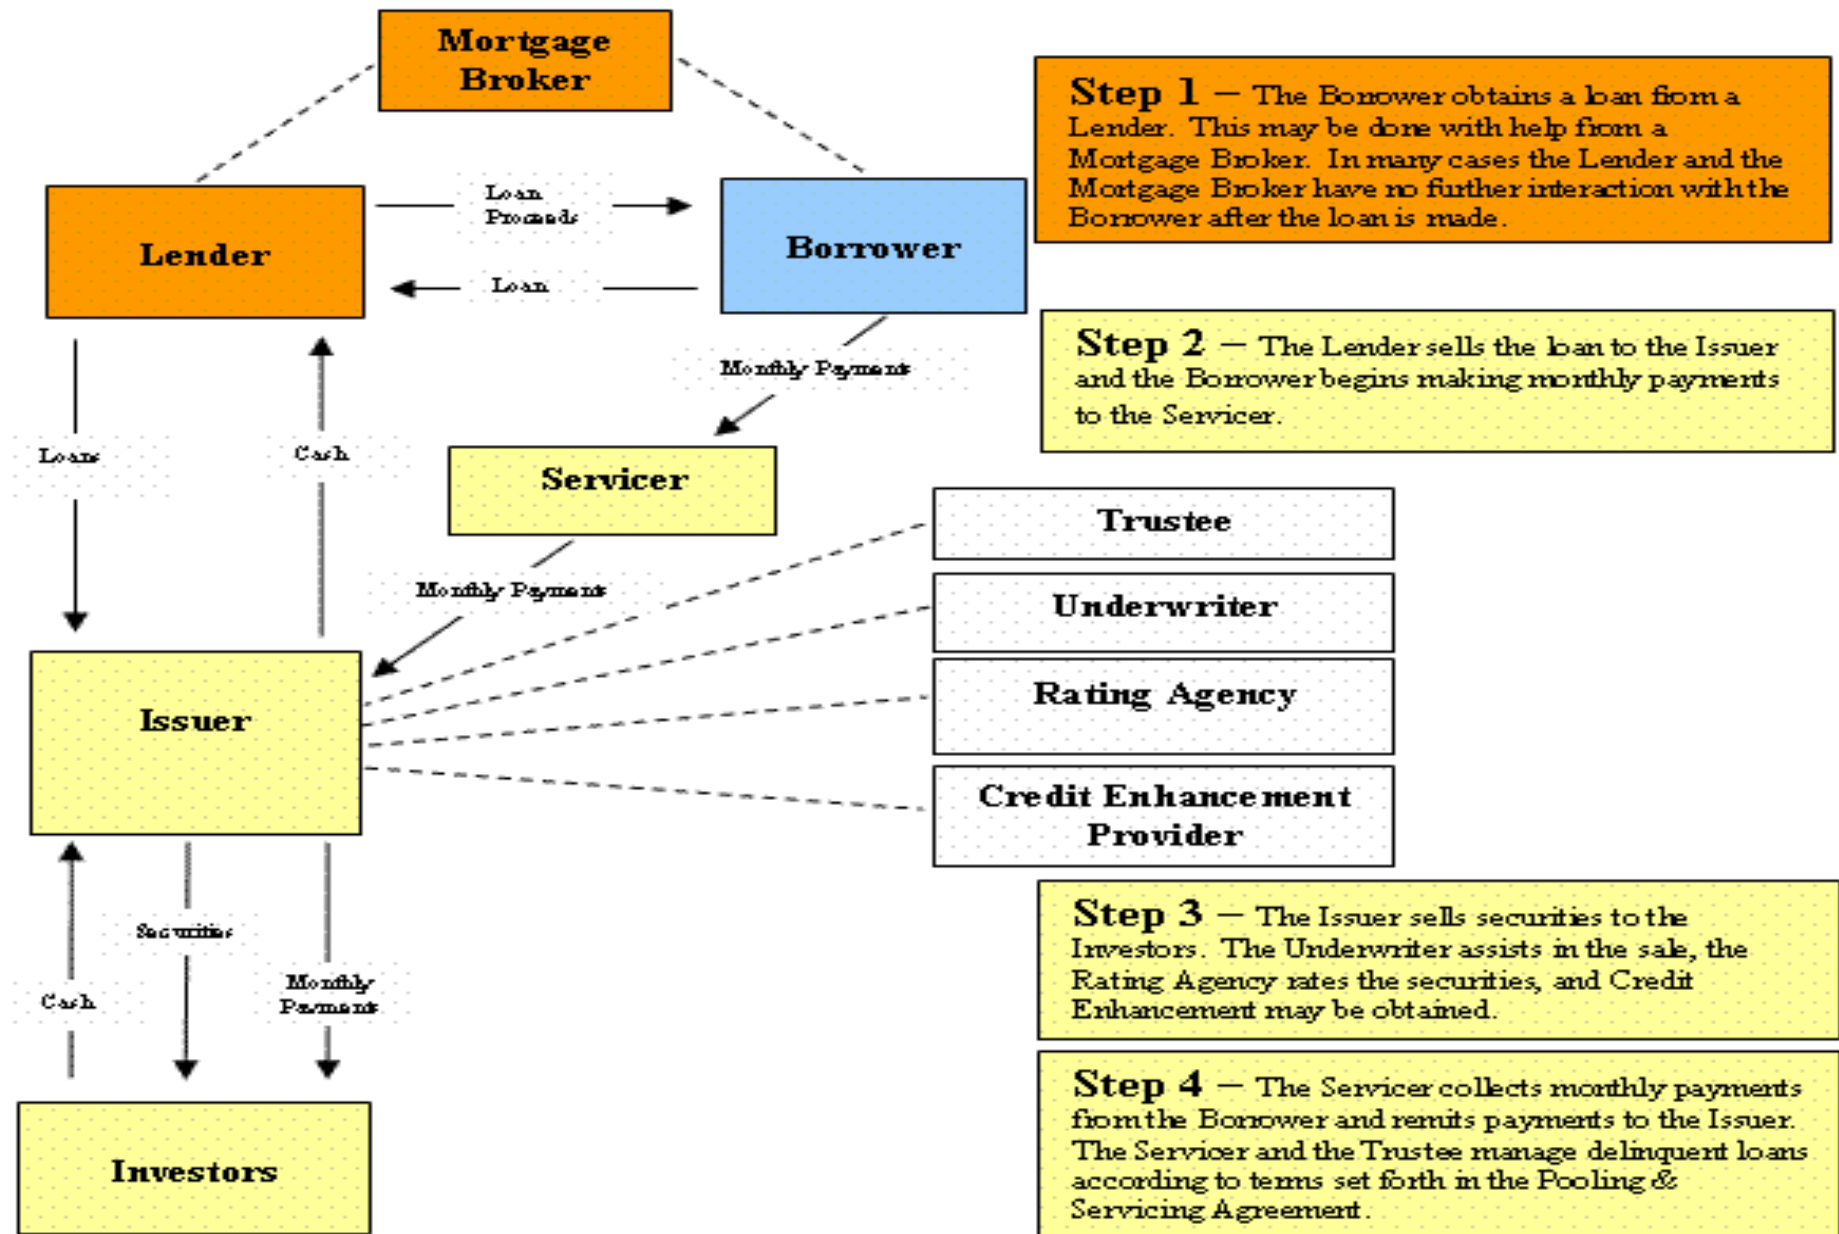 Mortgage
Broker
Step 1 – The Borrower obtains a loan from a
Lender. This may be done with help from a
Mortgage Broker. In many cases the Lender and the
Mortgage Broker have no further interaction with the
Borrower after the loan is made.
Lender
Loan
Proceeds
Loan
Borrower
Step 2 – The Lender sells the loan to the Issuer
and the Borrower begins making monthly payments
to the Servicer.
Monthly Payments
Loans
Cash
Servicer
Monthly Payments
Trustee
Underwriter
Rating Agency
Credit Enhancement
Provider
Issuer
Cash
Securities
Monthly
Payments
Step 3 – The Issuer sells securities to the
Investors. The Underwriter assists in the sale, the
Rating Agency rates the securities, and Credit
Enhancement may be obtained.
Step 4 – The Servicer collects monthly payments
from the Borrower and remits payments to the Issuer.
The Servicer and the Trustee manage delinquent loans
according to terms set forth in the Pooling &
Servicing Agreement.
Investors